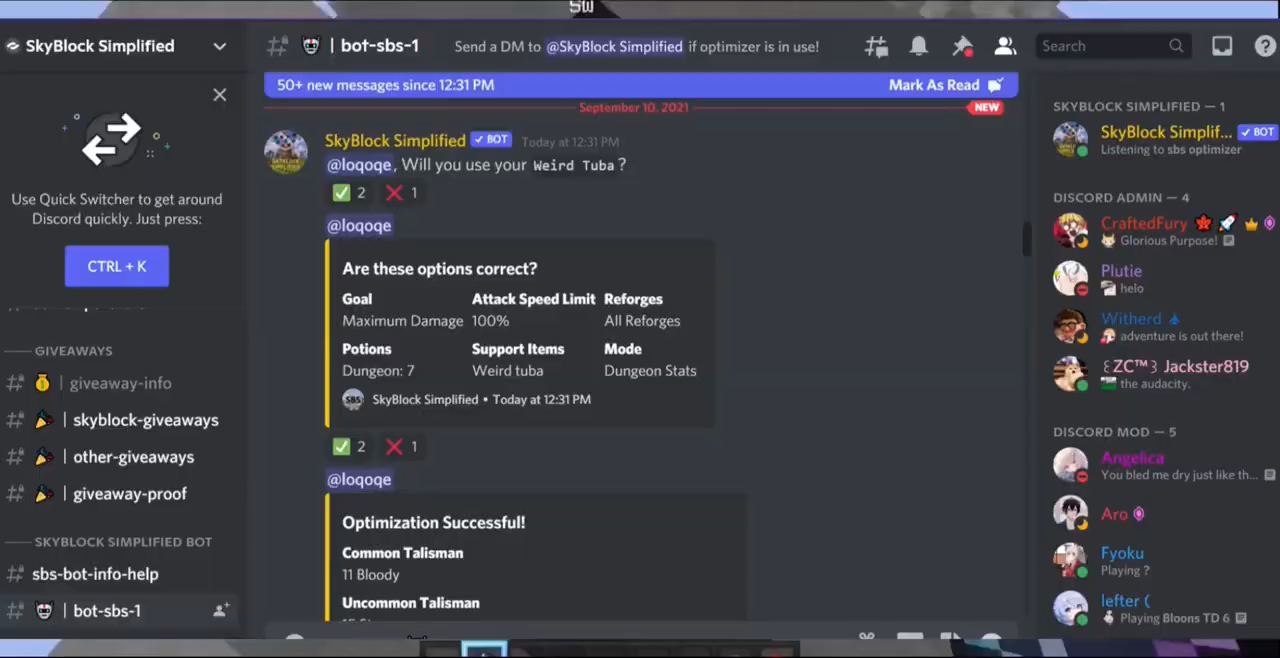 SW
SkyBlock Simplified
| bot-sbs-1
Send a DM to @SkyBlock Simplified if optimizer is in use!
Search
Use Quick Switcher to get around
Discord quickly. Just press:
CTRL + K
GIVEAWAYS
| giveaway-info
| skyblock-giveaways
| other-giveaways
| giveaway-proof
SKYBLOCK SIMPLIFIED BOT
sbs-bot-info-help
| bot-sbs-1
50+ new messages since 12:31 PM
Mark As Read
September 10, 2021
NEW
SkyBlock Simplified BOT Today at 12:31 PM
@loqoqe, Will you use your Weird Tuba?
2 1
@loqoqe
Are these options correct?
Goal Attack Speed Limit Reforges
Maximum Damage 100% All Reforges
Potions Support Items Mode
Dungeon: 7 Weird tuba Dungeon Stats
SBS SkyBlock Simplified • Today at 12:31 PM
2 1
@loqoqe
Optimization Successful!
Common Talisman
11 Bloody
Uncommon Talisman
SKYBLOCK SIMPLIFIED — 1
SkyBlock Simplif... BOT
Listening to sbs optimizer
DISCORD ADMIN — 4
CraftedFury
Glorious Purpose!
Plutie
helo
Witherd
adventure is out there!
꒰ZC™꒱ Jackster819
the audacity.
DISCORD MOD — 5
Angelica
You bled me dry just like th...
Aro
Fyoku
Playing ?
lefter (
Playing Bloons TD 6